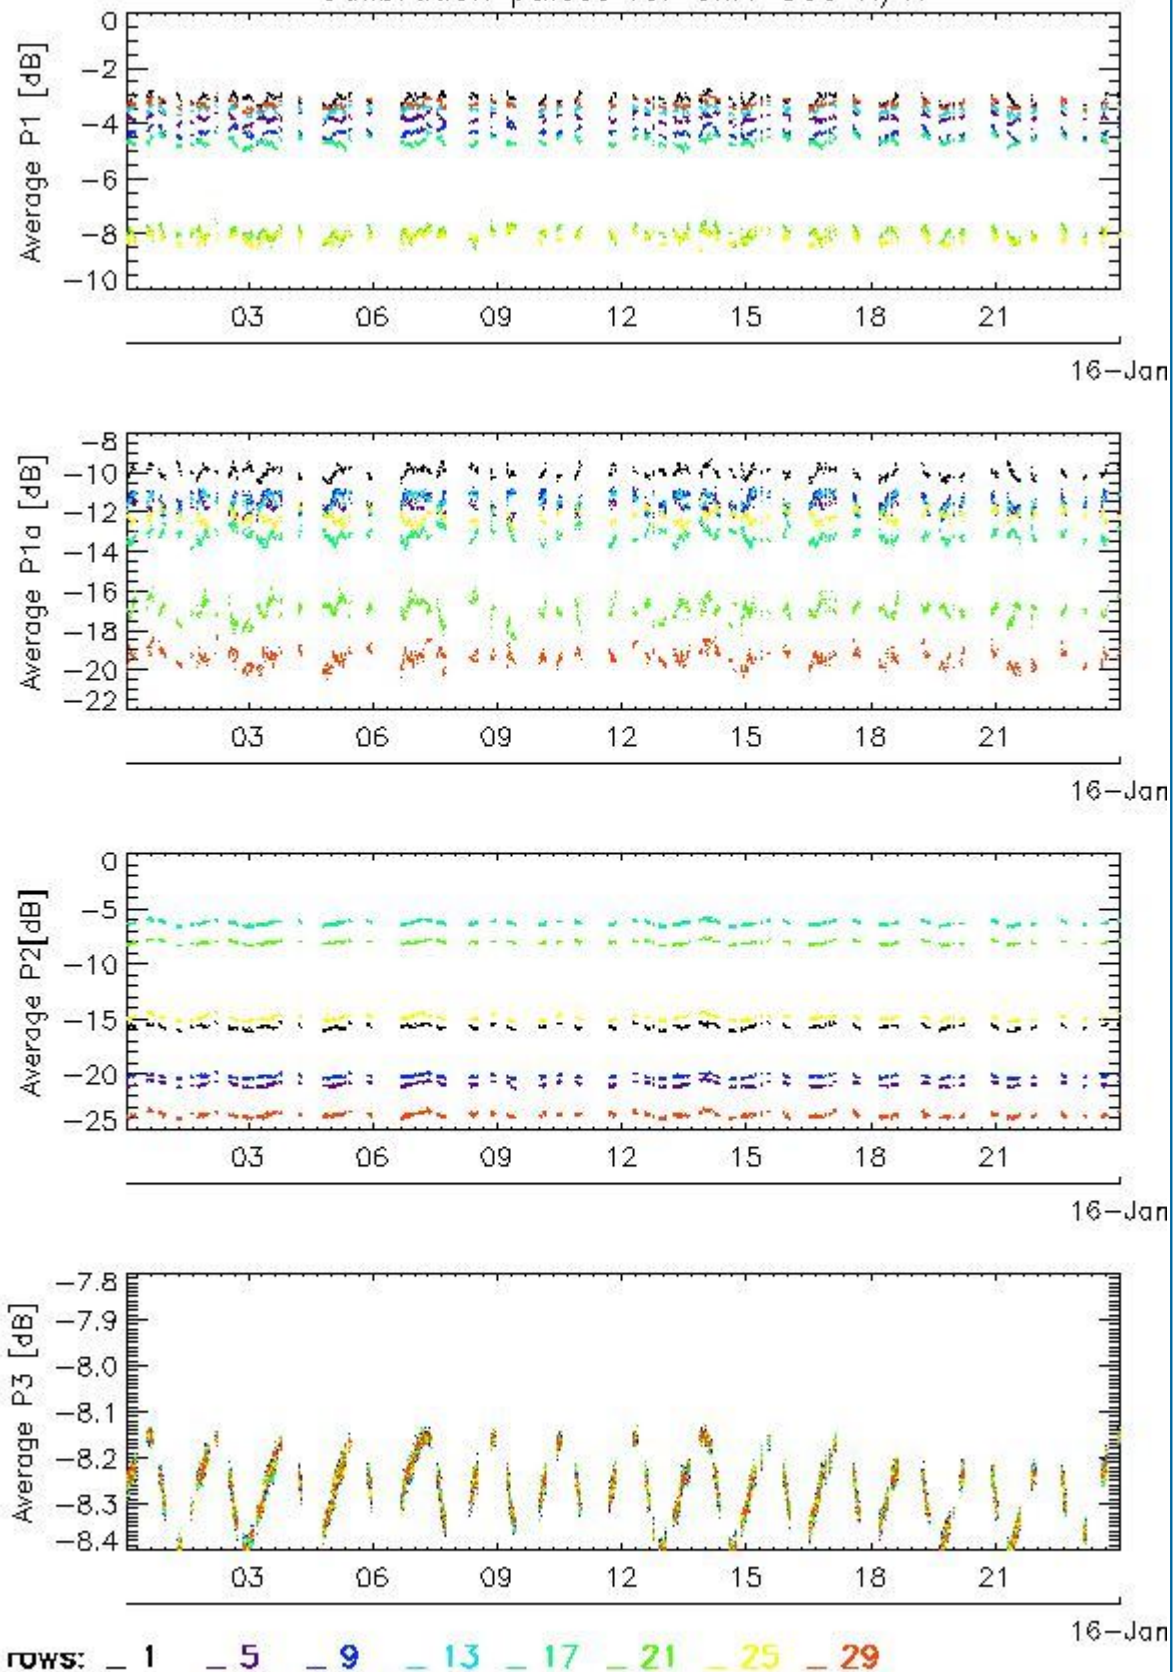 0
−2
−4
−6
−8
−10
Average P1 [dB]
03 06 09 12 15 18 21
16−Jan
−8
−10
−12
−14
−16
−18
−20
−22
Average P1a [dB]
03 06 09 12 15 18 21
16−Jan
0
−5
−10
−15
−20
−25
Average P2[dB]
03 06 09 12 15 18 21
16−Jan
−7.8
−7.9
−8.0
−8.1
−8.2
−8.3
−8.4
Average P3 [dB]
03 06 09 12 15 18 21
16−Jan
rows: _ 1 _ 5 _ 9 _ 13 _ 17 _ 21 _ 25 _ 29